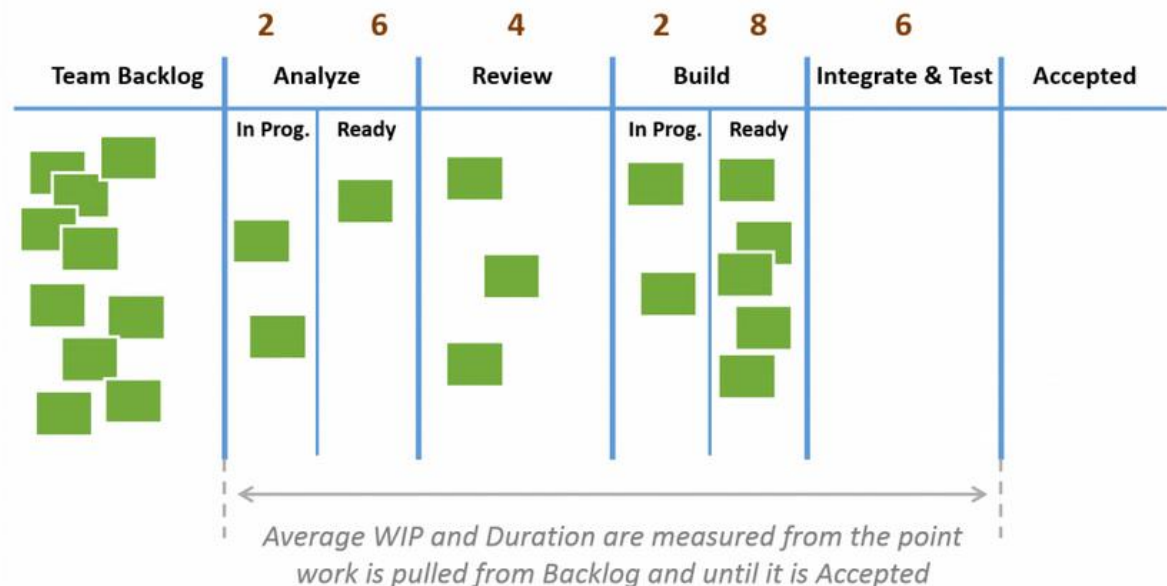 2 6 4 2 8 6
Team Backlog Analyze Review Build Integrate & Test Accepted
In Prog. Ready In Prog. Ready
Average WIP and Duration are measured from the point
work is pulled from Backlog and until it is Accepted